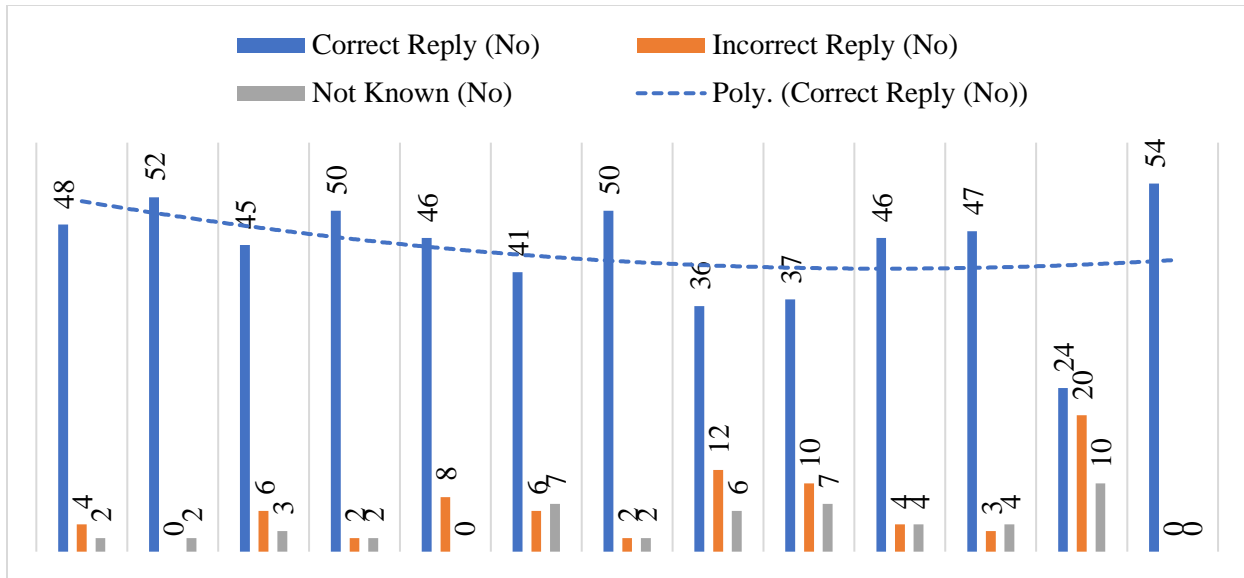 Correct Reply (No) Incorrect Reply (No)
Not Known (No) Poly. (Correct Reply (No))
48 4 2
52 0 2
45 6 3
50 2 2
46 8 0
41 6 7
50 2 2
36 12 6
37 10 7
46 4 4
47 3 4
24 20 10
54 0 0